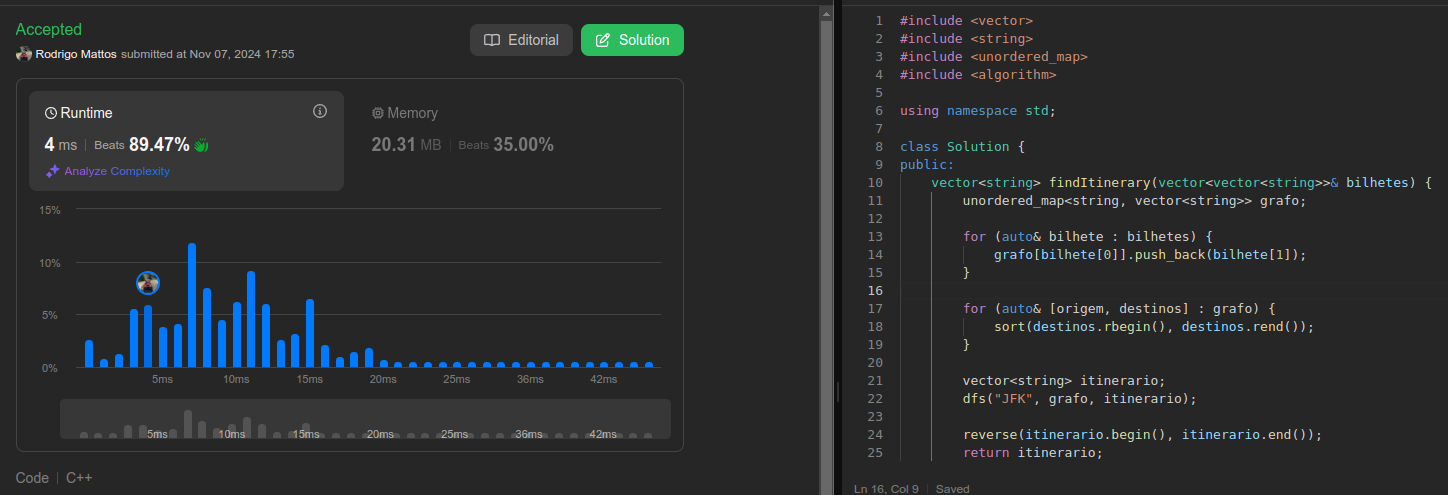 Accepted
Rodrigo Mattos submitted at Nov 07, 2024 17:55
Editorial
Solution
Runtime
4 ms | Beats 89.47%
Analyze Complexity
Memory
20.31 MB | Beats 35.00%
15%
10%
5%
0%
5ms 10ms 15ms 20ms 25ms 36ms 42ms
5ms 10ms 15ms 20ms 25ms 36ms 42ms
Code | C++
1 #include <vector>
2 #include <string>
3 #include <unordered_map>
4 #include <algorithm>
5
6 using namespace std;
7
8 class Solution {
9 public:
10     vector<string> findItinerary(vector<vector<string>>& bilhetes) {
11         unordered_map<string, vector<string>> grafo;
12
13         for (auto& bilhete : bilhetes) {
14             grafo[bilhete[0]].push_back(bilhete[1]);
15         }
16
17         for (auto& [origem, destinos] : grafo) {
18             sort(destinos.rbegin(), destinos.rend());
19         }
20
21         vector<string> itinerario;
22         dfs("JFK", grafo, itinerario);
23
24         reverse(itinerario.begin(), itinerario.end());
25         return itinerario;
Ln 16, Col 9 | Saved